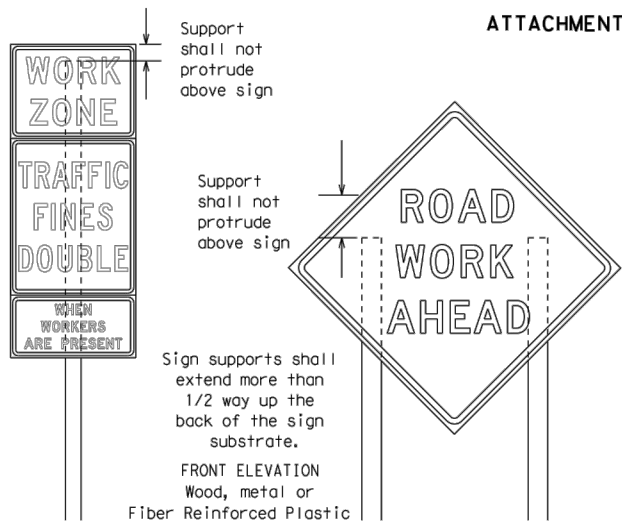 ATTACHMENT
Support
shall not
protrude
above sign
WORK
ZONE
TRAFFIC
FINES
DOUBLE
WHEN
WORKERS
ARE PRESENT
Support
shall not
protrude
above sign
ROAD
WORK
AHEAD
Sign supports shall
extend more than
1/2 way up the
back of the sign
substrate.
FRONT ELEVATION
Wood, metal or
Fiber Reinforced Plastic